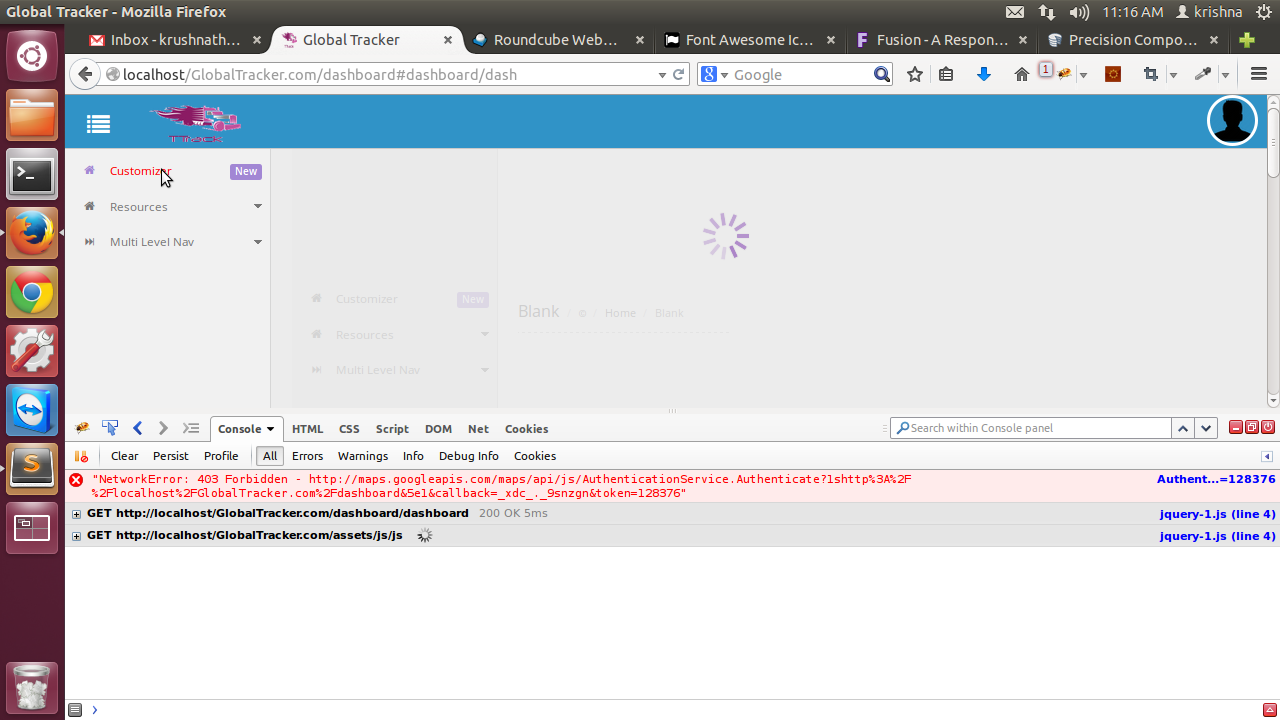 Global Tracker - Mozilla Firefox
11:16 AM
krishna
Inbox - krushnath...
Global Tracker
Roundcube Web...
Font Awesome Ic...
Fusion - A Respon...
Precision Compo...
localhost/GlobalTracker.com/dashboard#dashboard/dash
Google
1
TTrack
Customizer
New
Resources
Multi Level Nav
Customizer
New
Resources
Multi Level Nav
Blank / / Home / Blank
Console
HTML
CSS
Script
DOM
Net
Cookies
Search within Console panel
Clear
Persist
Profile
All
Errors
Warnings
Info
Debug Info
Cookies
"NetworkError: 403 Forbidden - http://maps.googleapis.com/maps/api/js/AuthenticationService.Authenticate?1shttp%3A%2F
%2Flocalhost%2FGlobalTracker.com%2Fdashboard&5e1&callback=_xdc_._9snzgn&token=128376"
Authent...=128376
GET http://localhost/GlobalTracker.com/dashboard/dashboard 200 OK 5ms
jquery-1.js (line 4)
GET http://localhost/GlobalTracker.com/assets/js/js
jquery-1.js (line 4)